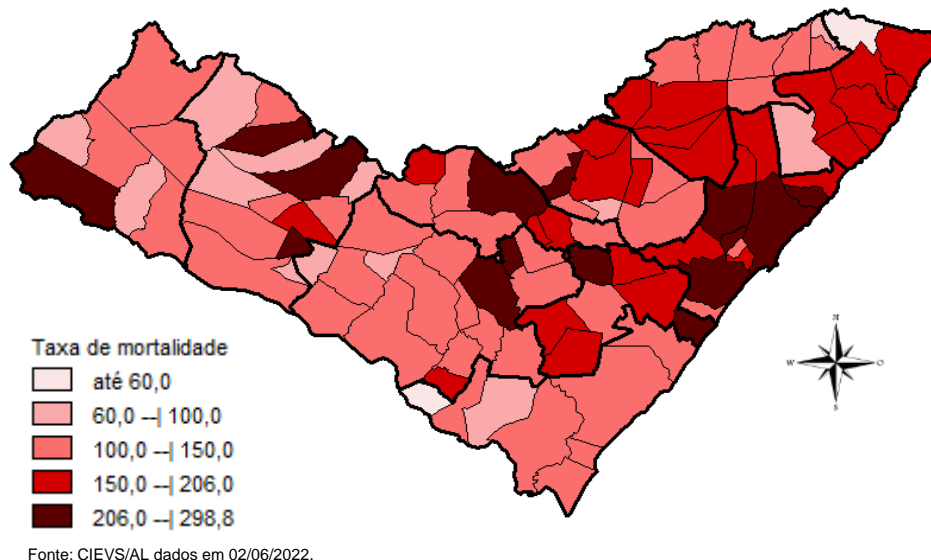 Taxa de mortalidade
até 60,0
60,0 --| 100,0
100,0 --| 150,0
150,0 --| 206,0
206,0 --| 298,8
N
W O
S
Fonte: CIEVS/AL dados em 02/06/2022.